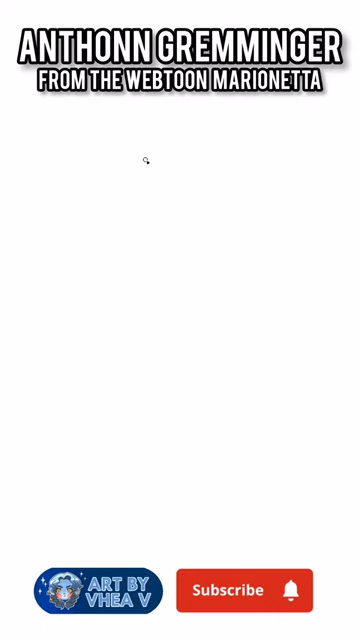 ANTHONN GREMMINGER
FROM THE WEBTOON MARIONETTA
ART BY
VHEA V
Subscribe